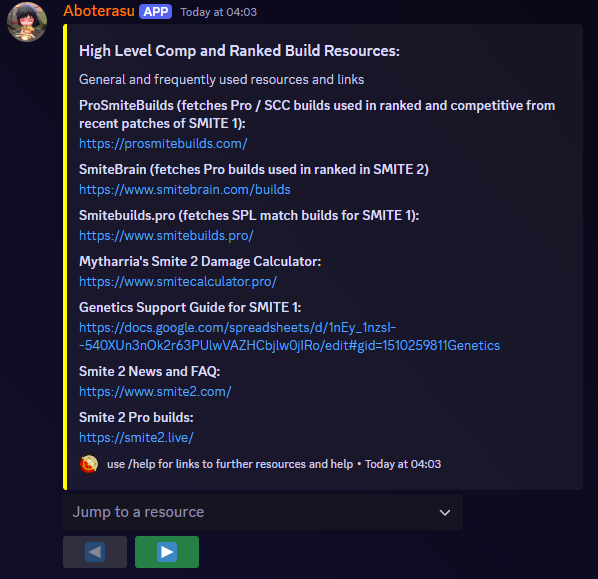 Aboterasu APP Today at 04:03
High Level Comp and Ranked Build Resources:
General and frequently used resources and links
ProSmiteBuilds (fetches Pro / SCC builds used in ranked and competitive from
recent patches of SMITE 1):
https://prosmitebuilds.com/
SmiteBrain (fetches Pro builds used in ranked in SMITE 2)
https://www.smitebrain.com/builds
Smitebuilds.pro (fetches SPL match builds for SMITE 1):
https://www.smitebuilds.pro/
Mytharria's Smite 2 Damage Calculator:
https://www.smitecalculator.pro/
Genetics Support Guide for SMITE 1:
https://docs.google.com/spreadsheets/d/1nEy_1nzsI-
-540XUn3nOk2r63PUlwVAZHCbjlw0jIRo/edit#gid=1510259811Genetics
Smite 2 News and FAQ:
https://www.smite2.com/
Smite 2 Pro builds:
https://smite2.live/
use /help for links to further resources and help • Today at 04:03
Jump to a resource